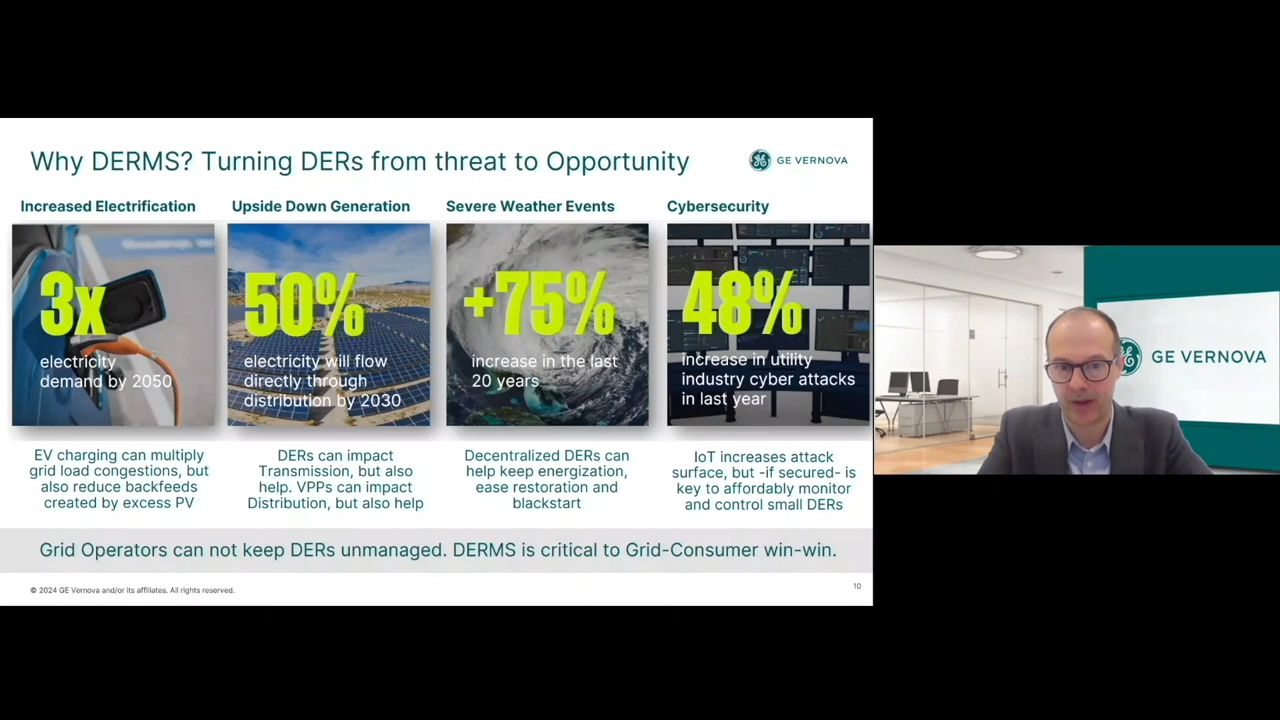 Why DERMS? Turning DERs from threat to Opportunity
GE VERNOVA
Increased Electrification
3x
electricity
demand by 2050
EV charging can multiply
grid load congestions, but
also reduce backfeeds
created by excess PV
Upside Down Generation
50%
electricity will flow
directly through
distribution by 2030
DERs can impact
Transmission, but also
help. VPPs can impact
Distribution, but also help
Severe Weather Events
+75%
increase in the last
20 years
Decentralized DERs can
help keep energization,
ease restoration and
blackstart
Cybersecurity
48%
increase in utility
industry cyber attacks
in last year
IoT increases attack
surface, but -if secured- is
key to affordably monitor
and control small DERs
Grid Operators can not keep DERs unmanaged. DERMS is critical to Grid-Consumer win-win.
© 2024 GE Vernova and/or its affiliates. All rights reserved.
10
GE VERNOVA